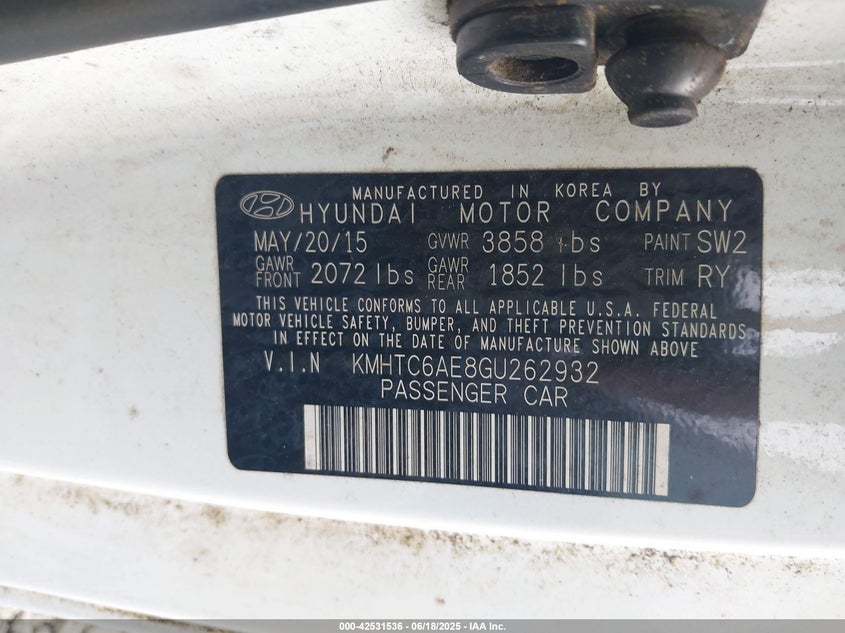 MANUFACTURED IN KOREA BY
HYUNDAI MOTOR COMPANY
MAY/20/15 GVWR 3858 lbs PAINT SW2
GAWR FRONT 2072 lbs GAWR REAR 1852 lbs TRIM RY
THIS VEHICLE CONFORMS TO ALL APPLICABLE U.S.A. FEDERAL
MOTOR VEHICLE SAFETY, BUMPER, AND THEFT PREVENTION STANDARDS
IN EFFECT ON THE DATE OF MANUFACTURE SHOWN ABOVE
V.I.N KMHTC6AE8GU262932
PASSENGER CAR
000-42531536 - 06/18/2025 - IAA Inc.